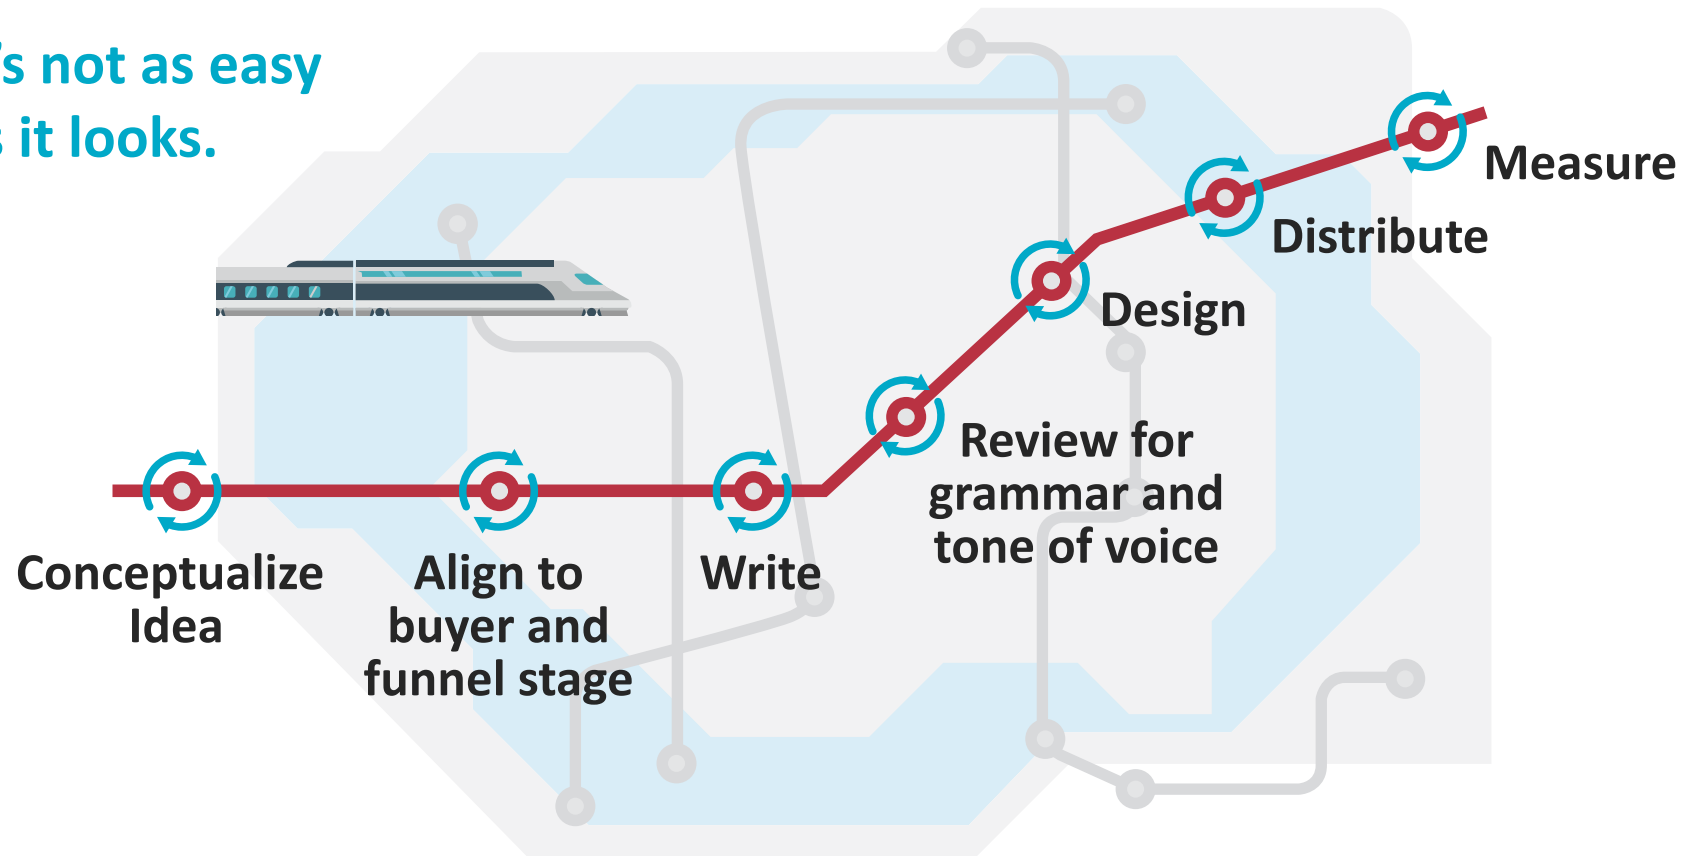 's not as easy
s it looks.
Measure
Distribute
Design
Review for
grammar and
tone of voice
Write
Align to
buyer and
funnel stage
Conceptualize
Idea